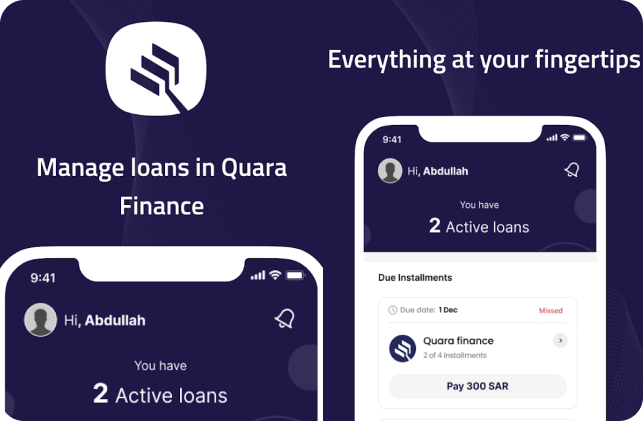 Manage loans in Quara
Finance
9:41
Hi, Abdullah
You have
2 Active loans
Everything at your fingertips
9:41
Hi, Abdullah
You have
2 Active loans
Due Installments
Due date: 1 Dec
Missed
Quara finance
2 of 4 installments
Pay 300 SAR